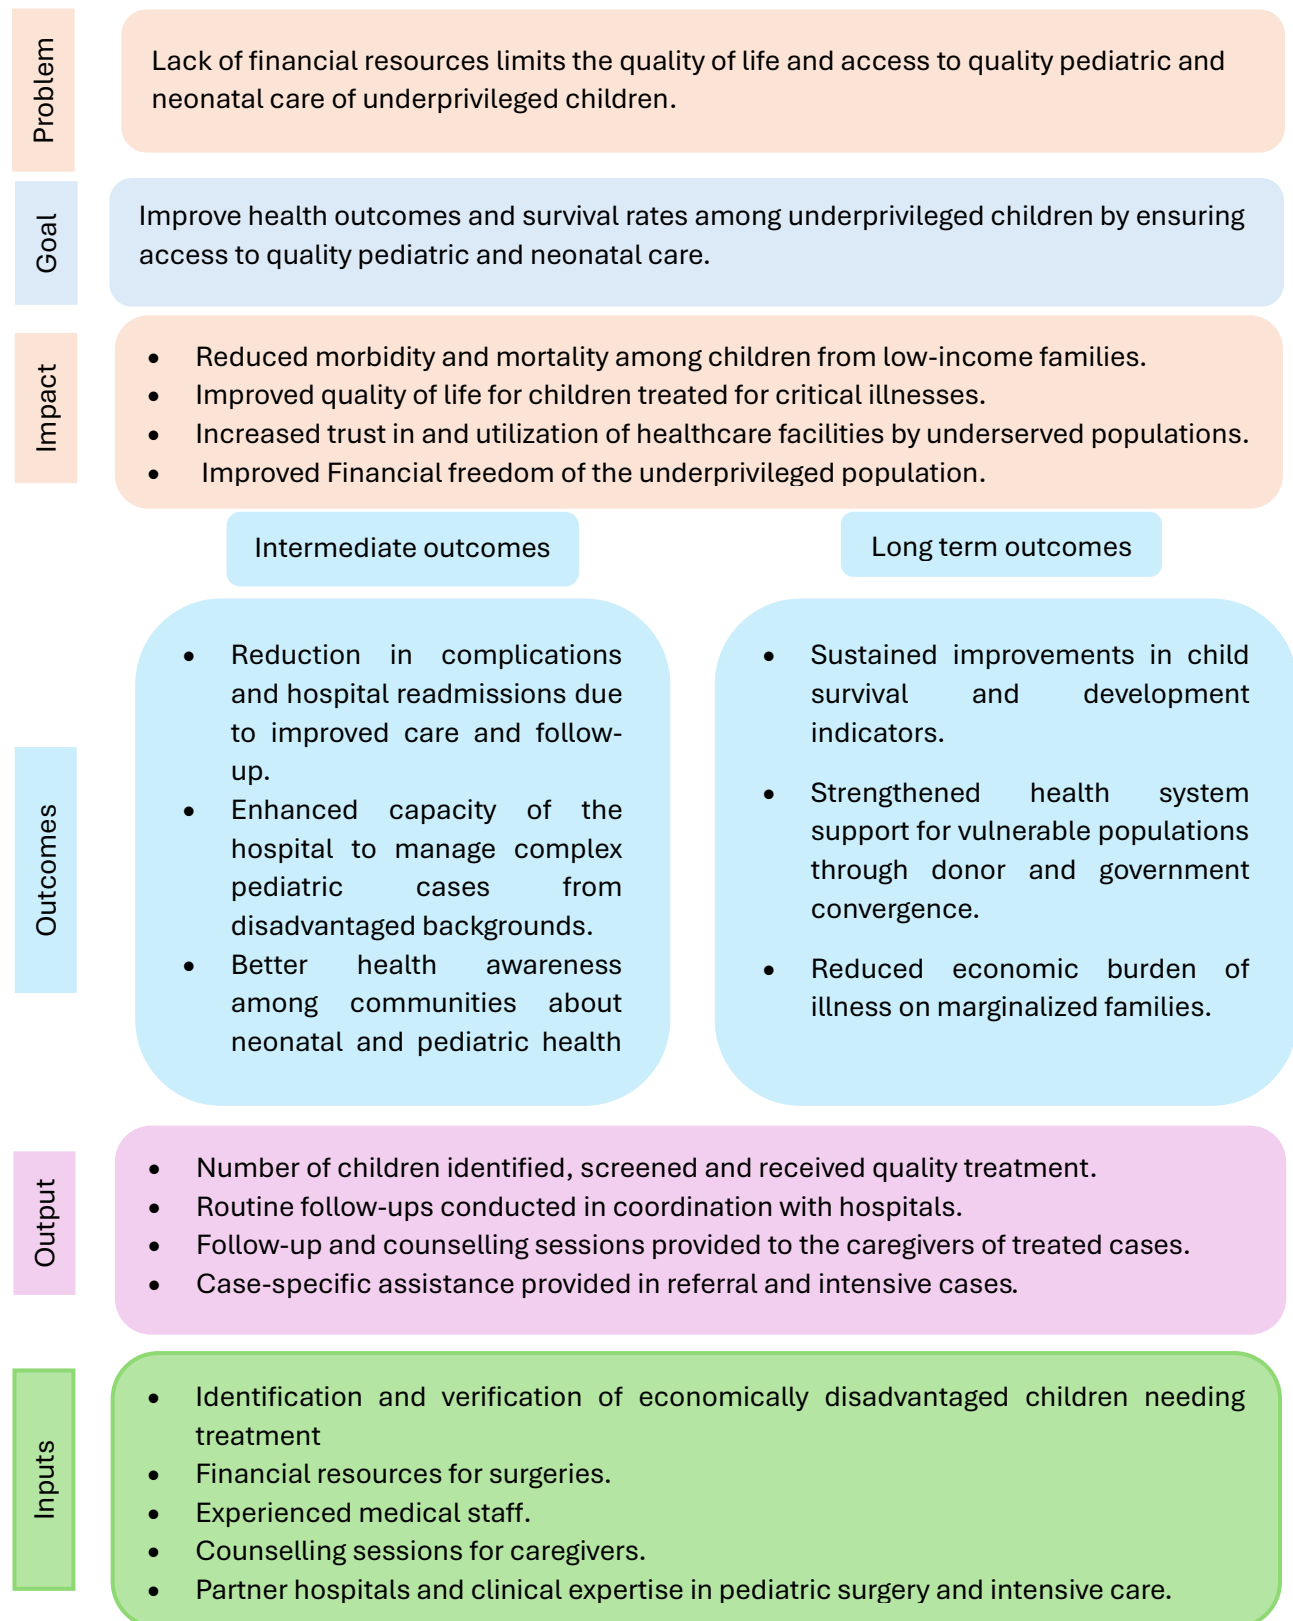 Problem
Lack of financial resources limits the quality of life and access to quality pediatric and
neonatal care of underprivileged children.
Goal
Improve health outcomes and survival rates among underprivileged children by ensuring
access to quality pediatric and neonatal care.
Impact
• Reduced morbidity and mortality among children from low-income families.
• Improved quality of life for children treated for critical illnesses.
• Increased trust in and utilization of healthcare facilities by underserved populations.
• Improved Financial freedom of the underprivileged population.
Outcomes
Intermediate outcomes
• Reduction in complications
and hospital readmissions due
to improved care and follow-
up.
• Enhanced capacity of the
hospital to manage complex
pediatric cases from
disadvantaged backgrounds.
• Better health awareness
among communities about
neonatal and pediatric health
Long term outcomes
• Sustained improvements in child
survival and development
indicators.
• Strengthened health system
support for vulnerable populations
through donor and government
convergence.
• Reduced economic burden of
illness on marginalized families.
Output
• Number of children identified, screened and received quality treatment.
• Routine follow-ups conducted in coordination with hospitals.
• Follow-up and counselling sessions provided to the caregivers of treated cases.
• Case-specific assistance provided in referral and intensive cases.
Inputs
• Identification and verification of economically disadvantaged children needing
treatment
• Financial resources for surgeries.
• Experienced medical staff.
• Counselling sessions for caregivers.
• Partner hospitals and clinical expertise in pediatric surgery and intensive care.